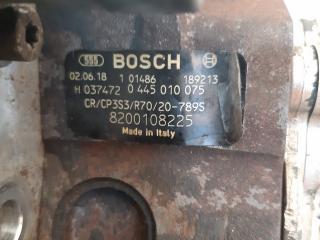 555 BOSCH
02.06.18 1 01486 189213
H 037472 0 445 010 075
CR/CP3S3/R70/20-789S
8200108225
Made in Italy